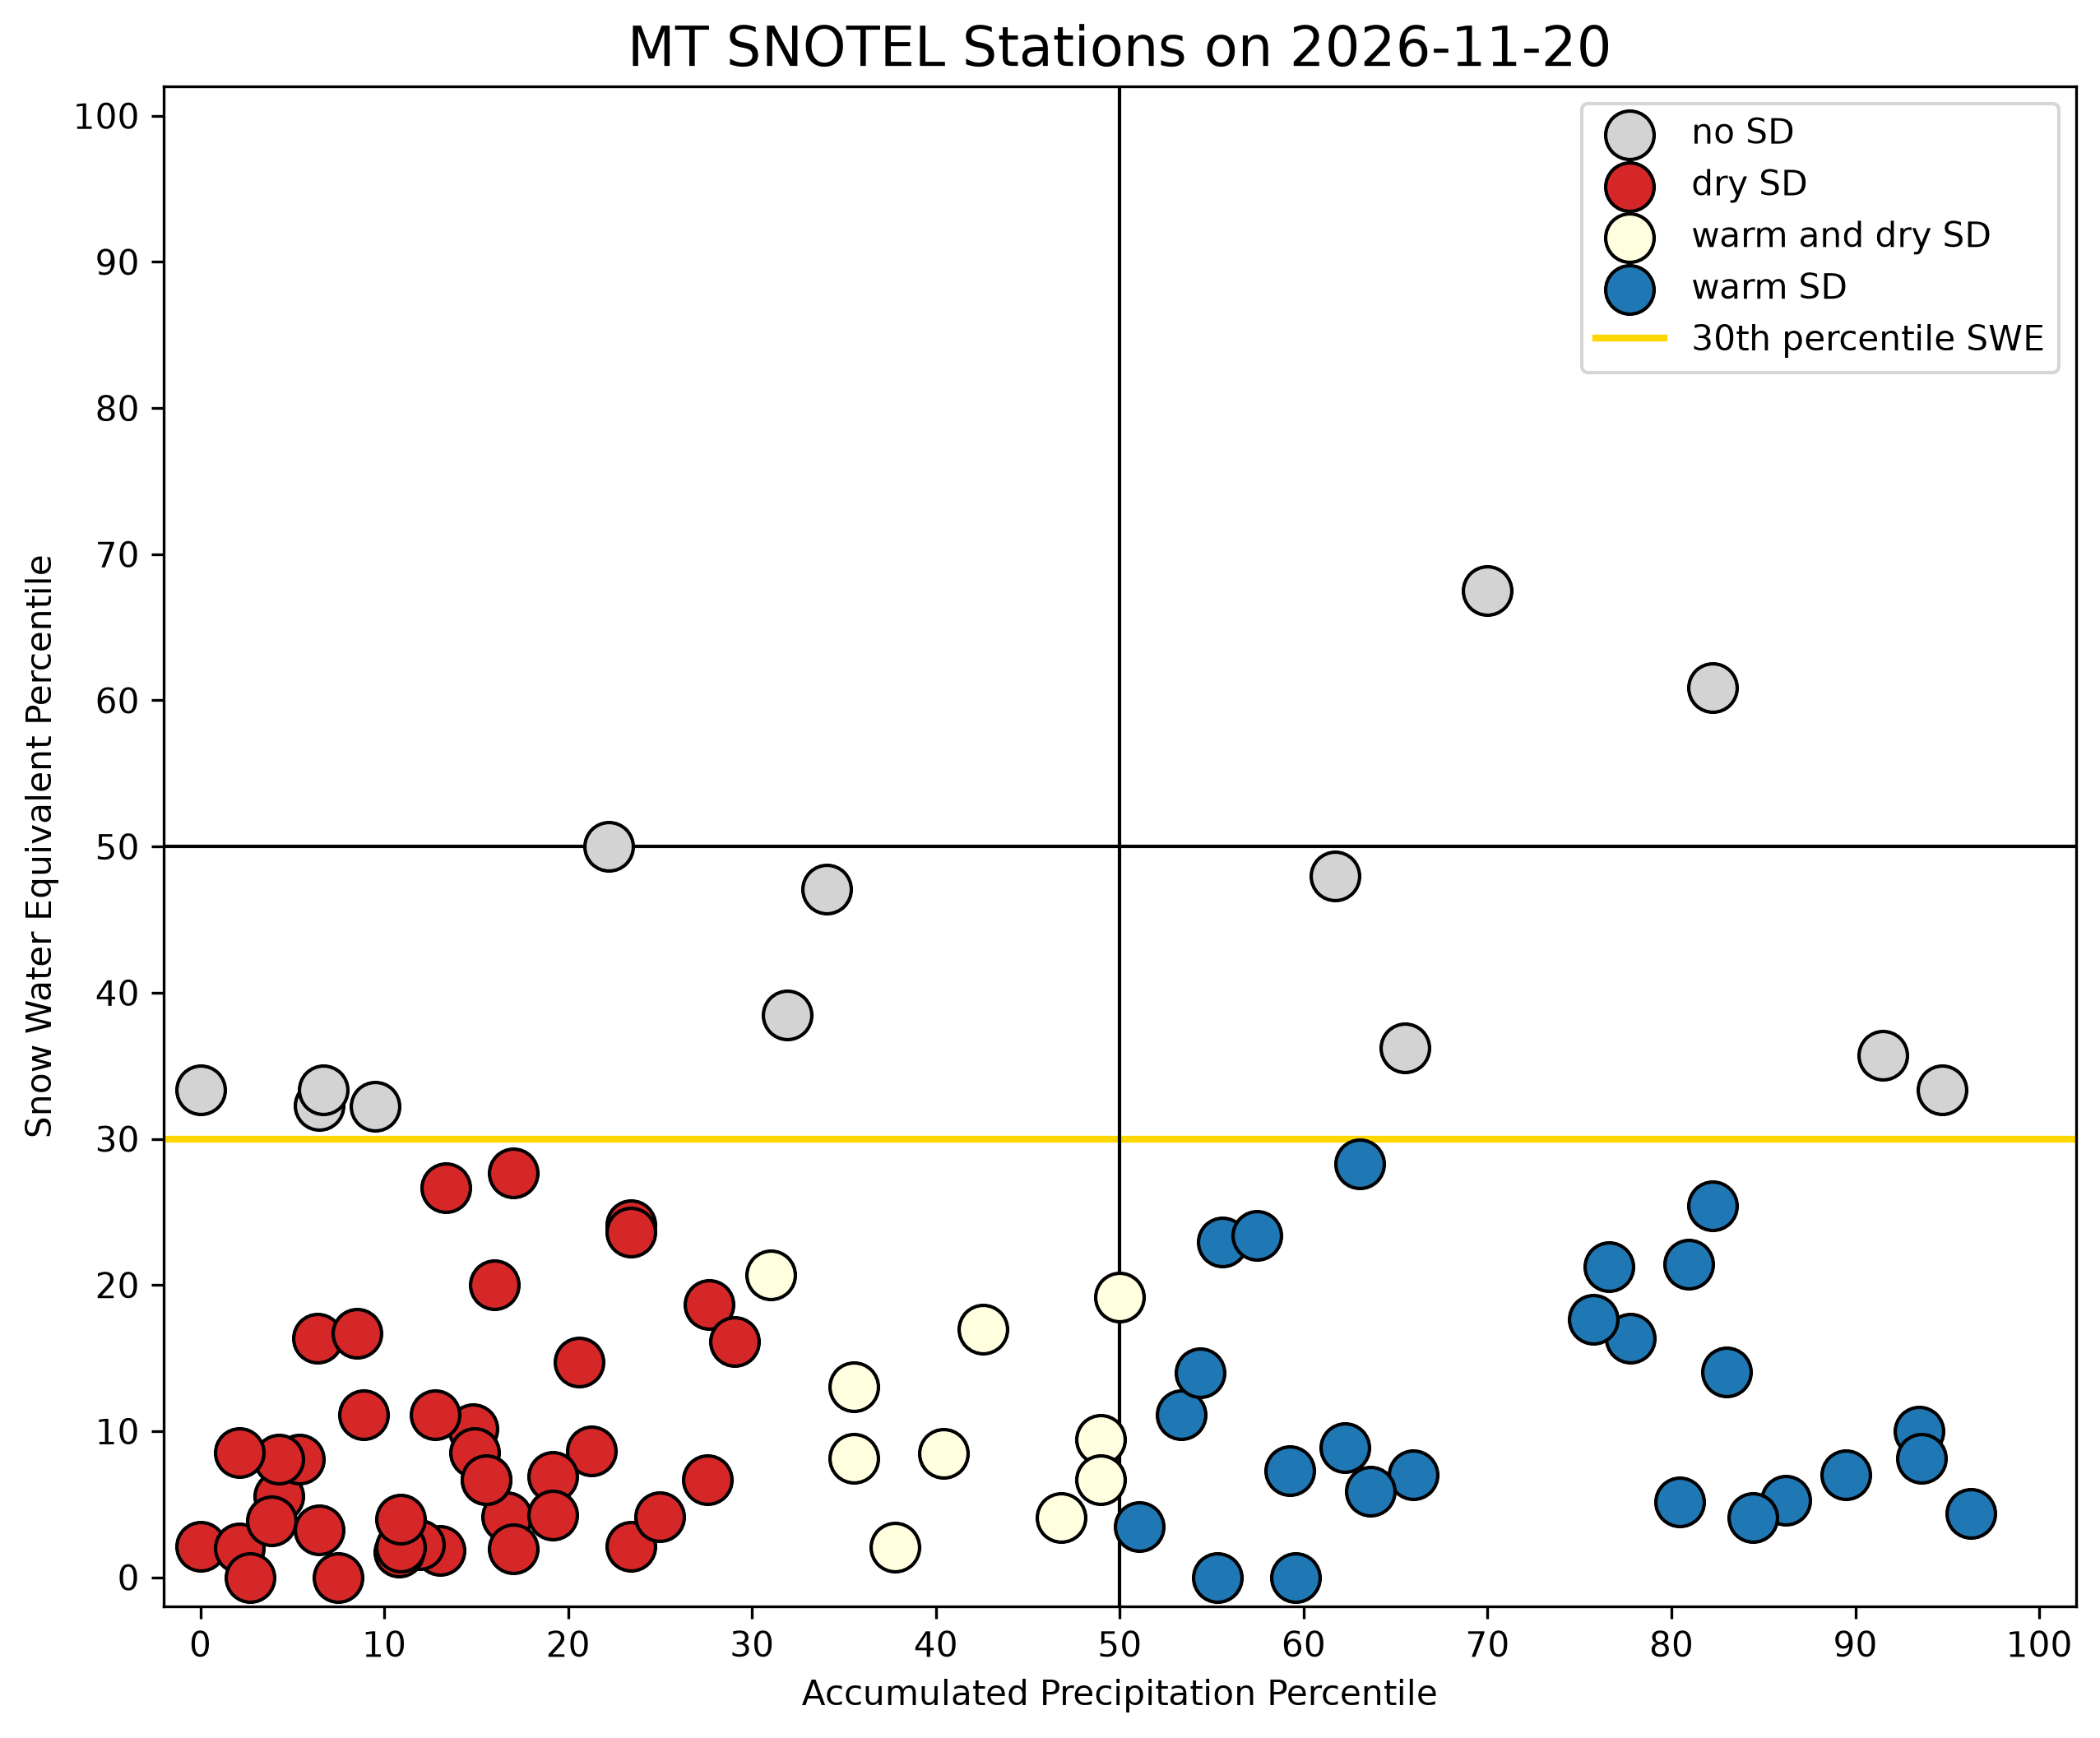 MT SNOTEL Stations on 2026-11-20
no SD
dry SD
warm and dry SD
warm SD
30th percentile SWE
Snow Water Equivalent Percentile
100
90
80
70
60
50
40
30
20
10
0
0 10 20 30 40 50 60 70 80 90 100
Accumulated Precipitation Percentile